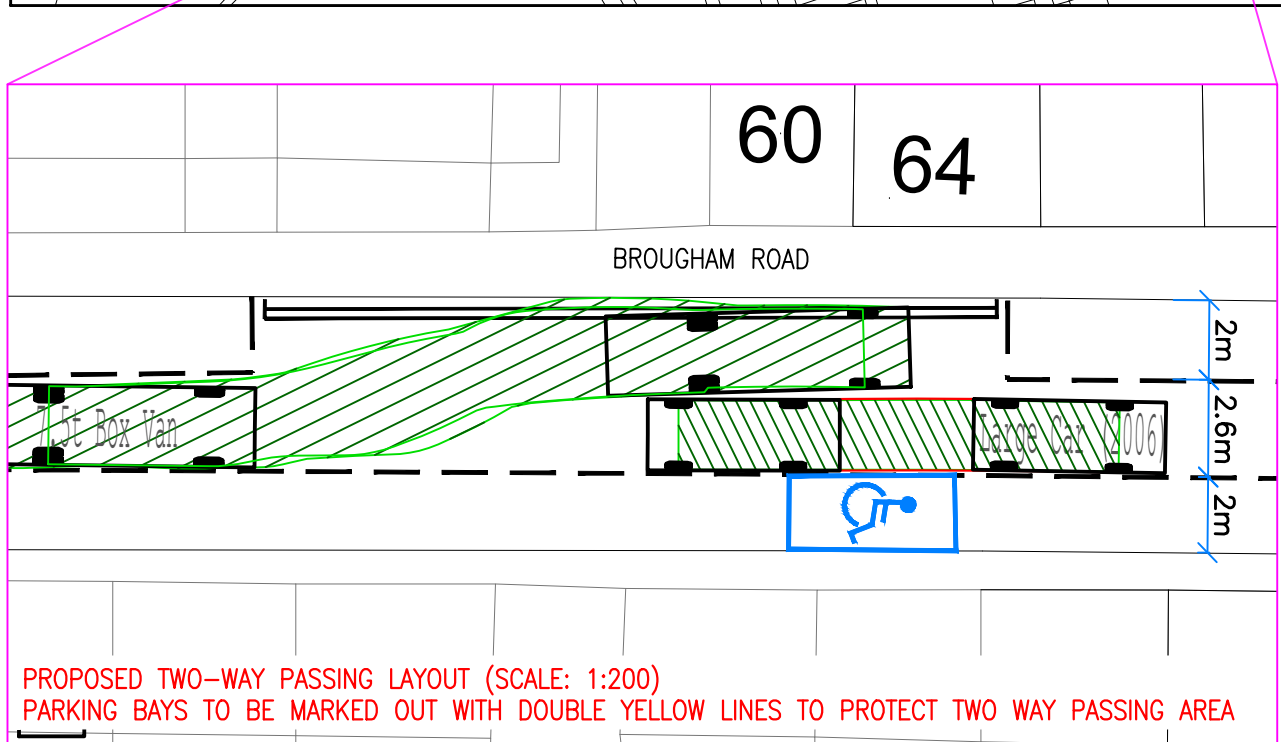 60
64
BROUGHAM ROAD
2m
2.6m
2m
7.5t Box Van
Large Car (2006)
PROPOSED TWO-WAY PASSING LAYOUT (SCALE: 1:200)
PARKING BAYS TO BE MARKED OUT WITH DOUBLE YELLOW LINES TO PROTECT TWO WAY PASSING AREA